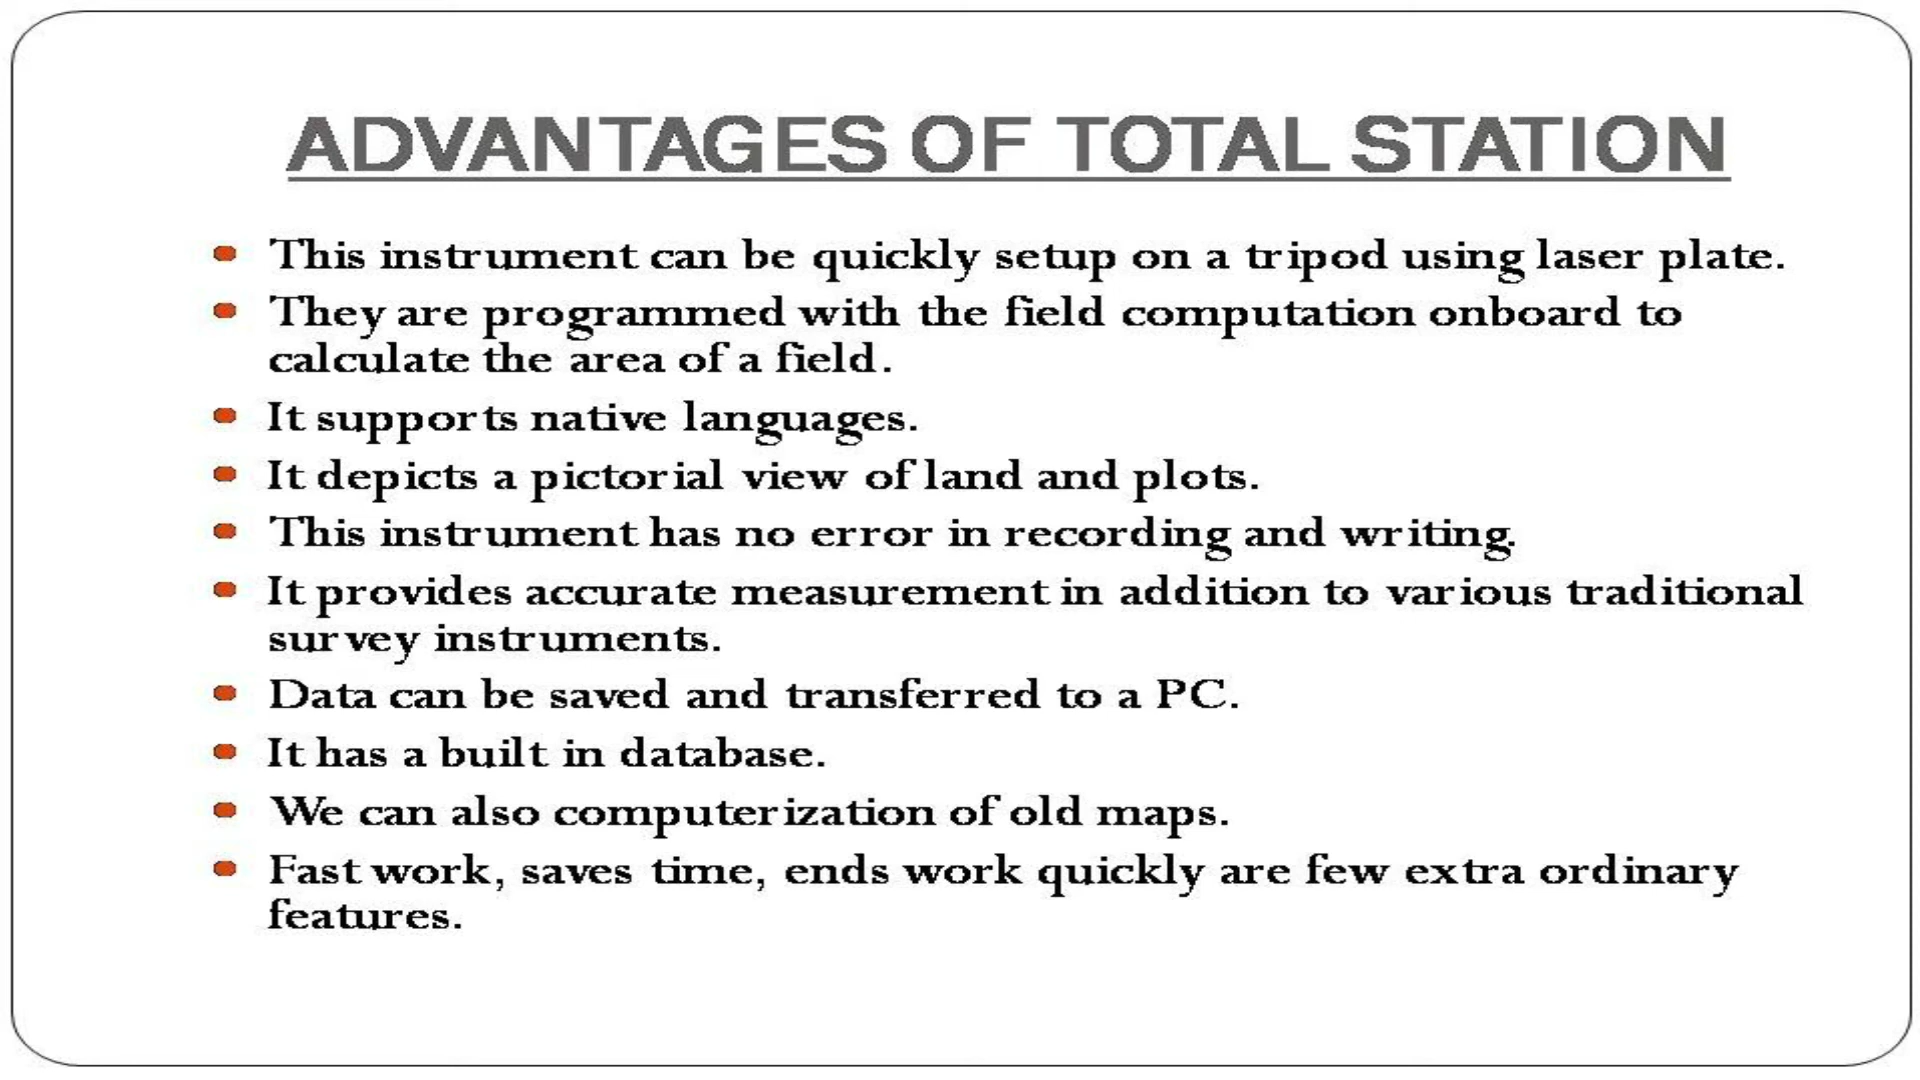 ADVANTAGES OF TOTAL STATION
This instrument can be quickly setup on a tripod using laser plate.
They are programmed with the field computation onboard to
calculate the area of a field.
It supports native languages.
It depicts a pictorial view of land and plots.
This instrument has no error in recording and writing.
It provides accurate measurement in addition to various traditional
survey instruments.
Data can be saved and transferred to a PC.
It has a built in database.
We can also computerization of old maps.
Fast work, saves time, ends work quickly are few extra ordinary
features.